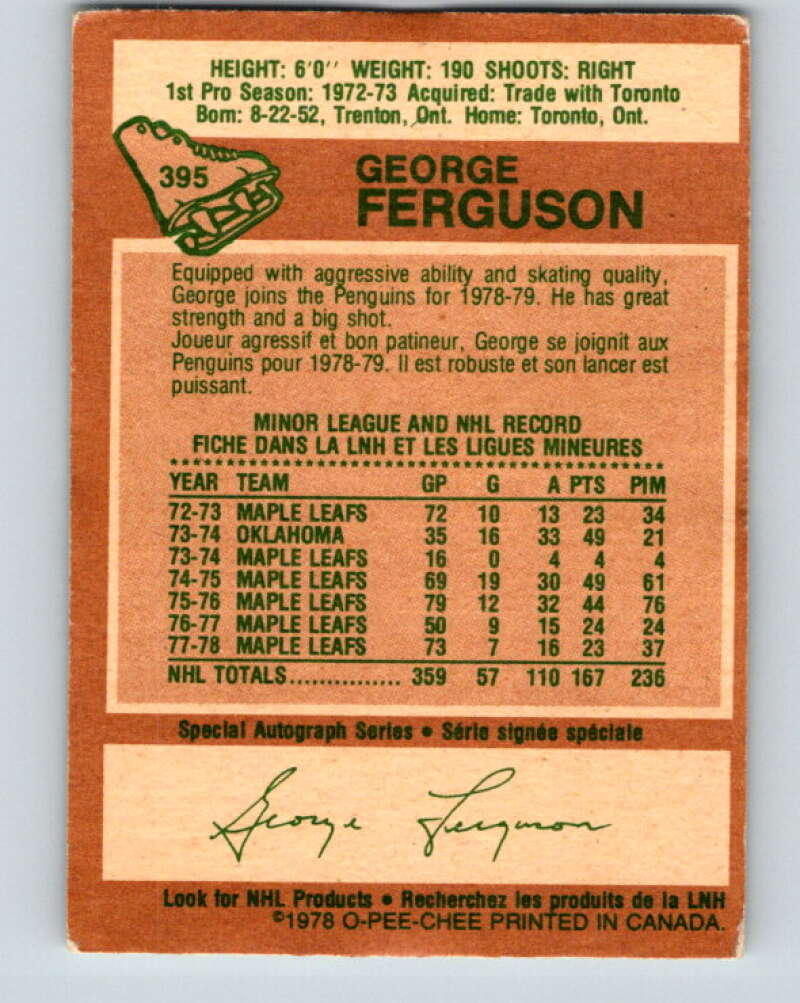 HEIGHT: 6'0'' WEIGHT: 190 SHOOTS: RIGHT
1st Pro Season: 1972-73 Acquired: Trade with Toronto
Born: 8-22-52, Trenton, Ont. Home: Toronto, Ont.
395
GEORGE
FERGUSON
Equipped with aggressive ability and skating quality,
George joins the Penguins for 1978-79. He has great
strength and a big shot.
Joueur agressif et bon patineur, George se joignit aux
Penguins pour 1978-79. Il est robuste et son lancer est
puissant.
MINOR LEAGUE AND NHL RECORD
FICHE DANS LA LNH ET LES LIGUES MINEURES
YEAR TEAM GP G A PTS PIM
72-73 MAPLE LEAFS 72 10 13 23 34
73-74 OKLAHOMA 35 16 33 49 21
73-74 MAPLE LEAFS 16 0 4 4 4
74-75 MAPLE LEAFS 69 19 30 49 61
75-76 MAPLE LEAFS 79 12 32 44 76
76-77 MAPLE LEAFS 50 9 15 24 24
77-78 MAPLE LEAFS 73 7 16 23 37
NHL TOTALS............... 359 57 110 167 236
Special Autograph Series • Série signée spéciale
George Ferguson
Look for NHL Products • Recherchez les produits de la LNH
©1978 O-PEE-CHEE PRINTED IN CANADA.